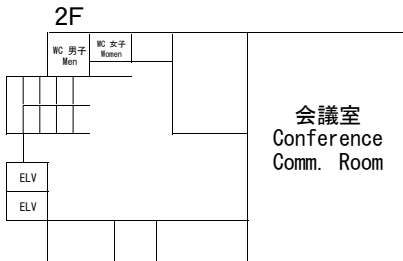 2F
WC 男子
Men
WC 女子
Women
会議室
Conference
Comm. Room
ELV
ELV